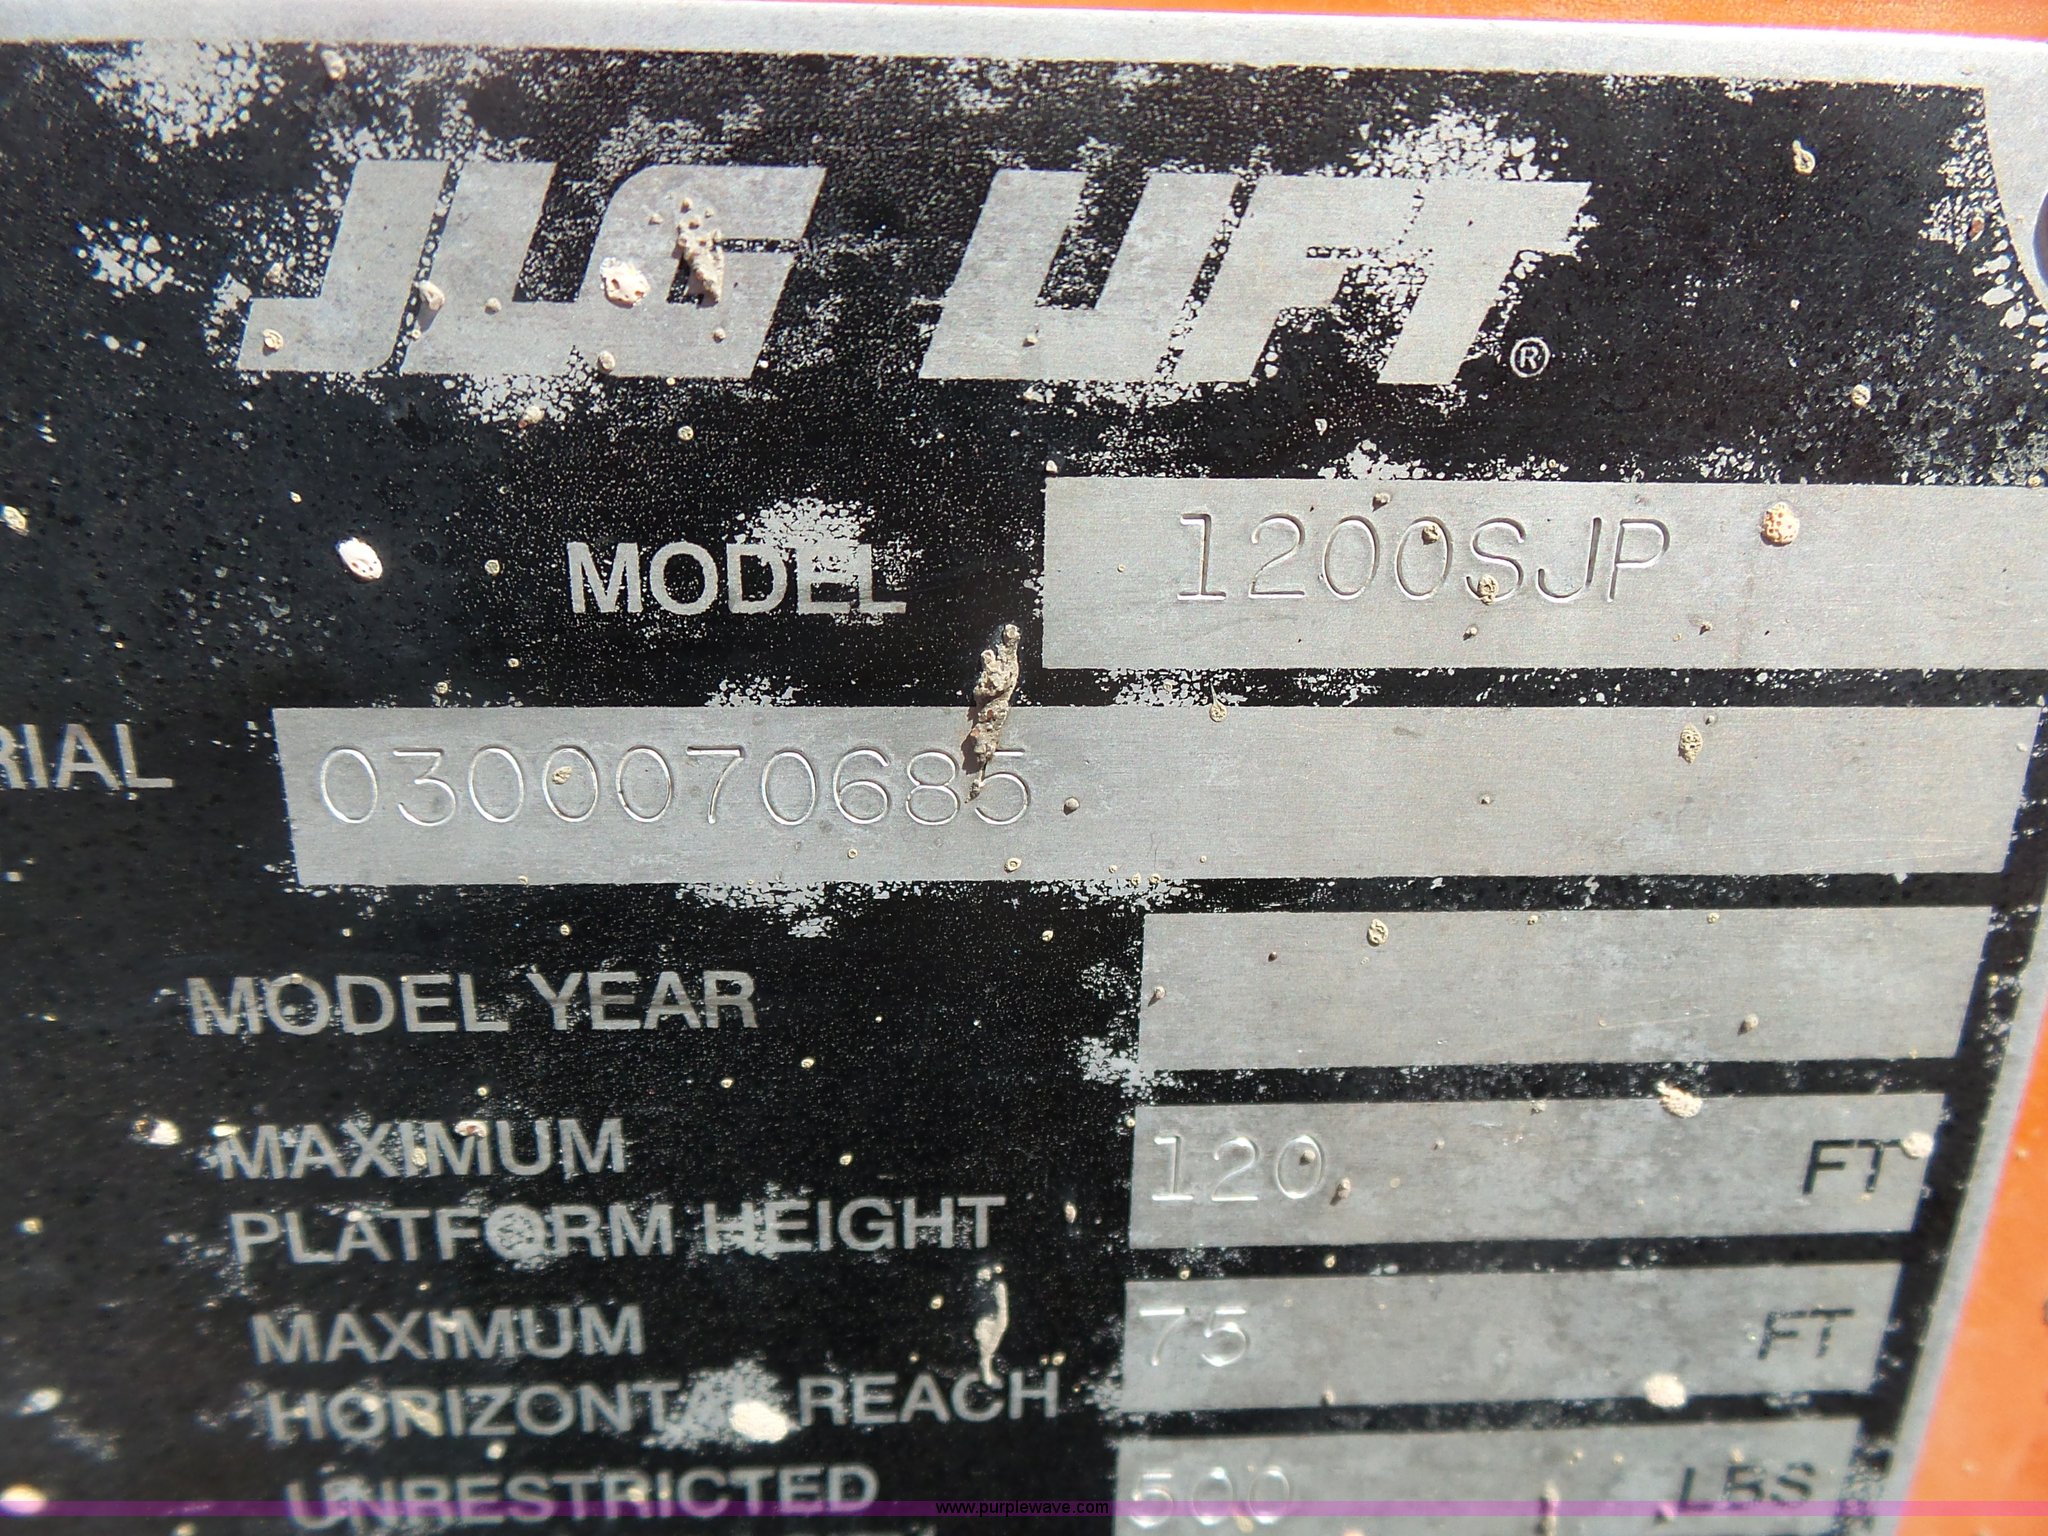 JLG LIFT ®
MODEL 1200SJP
RIAL 0300070685
MODEL YEAR
MAXIMUM
PLATFORM HEIGHT 120 FT
MAXIMUM
HORIZONTAL REACH 75 FT
UNRESTRICTED 500 LBS
www.purplewave.com